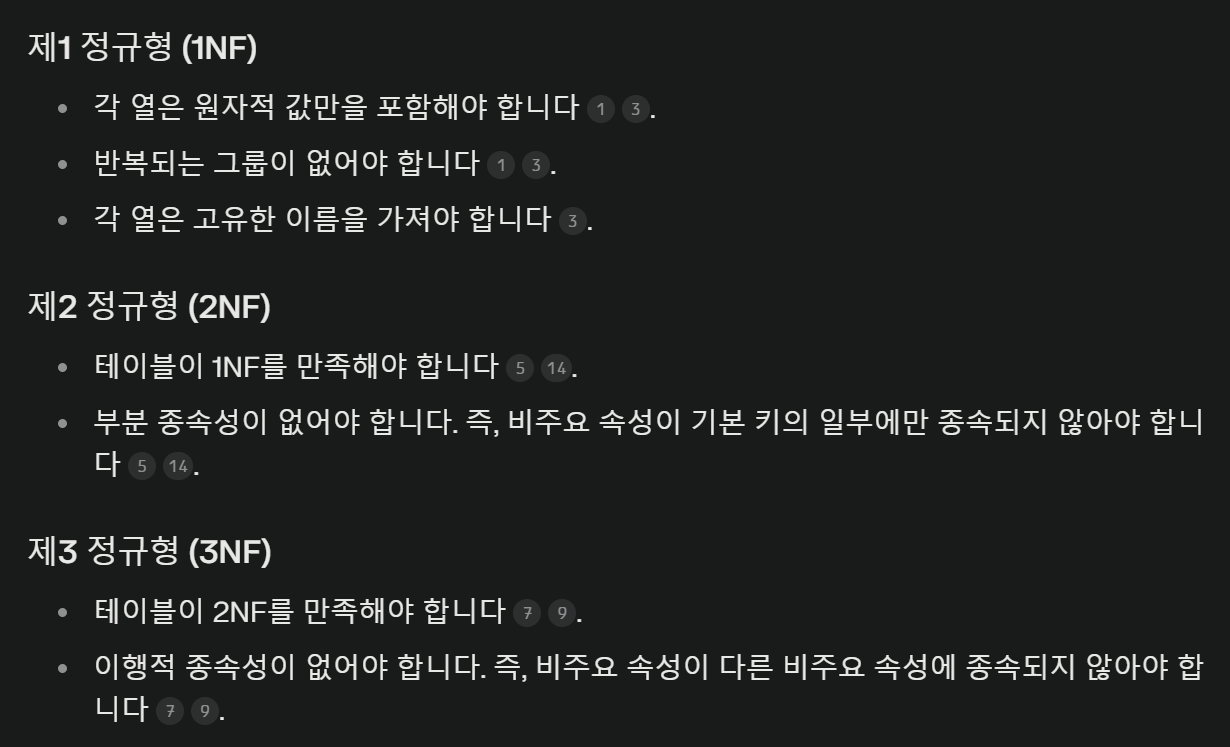 제1 정규형 (1NF)
각 열은 원자적 값만을 포함해야 합니다 1 3.
반복되는 그룹이 없어야 합니다 1 3.
각 열은 고유한 이름을 가져야 합니다 3.
제2 정규형 (2NF)
테이블이 1NF를 만족해야 합니다 5 14.
부분 종속성이 없어야 합니다. 즉, 비주요 속성이 기본 키의 일부에만 종속되지 않아야 합니
다 5 14.
제3 정규형 (3NF)
테이블이 2NF를 만족해야 합니다 7 9.
이행적 종속성이 없어야 합니다. 즉, 비주요 속성이 다른 비주요 속성에 종속되지 않아야 합
니다 7 9.